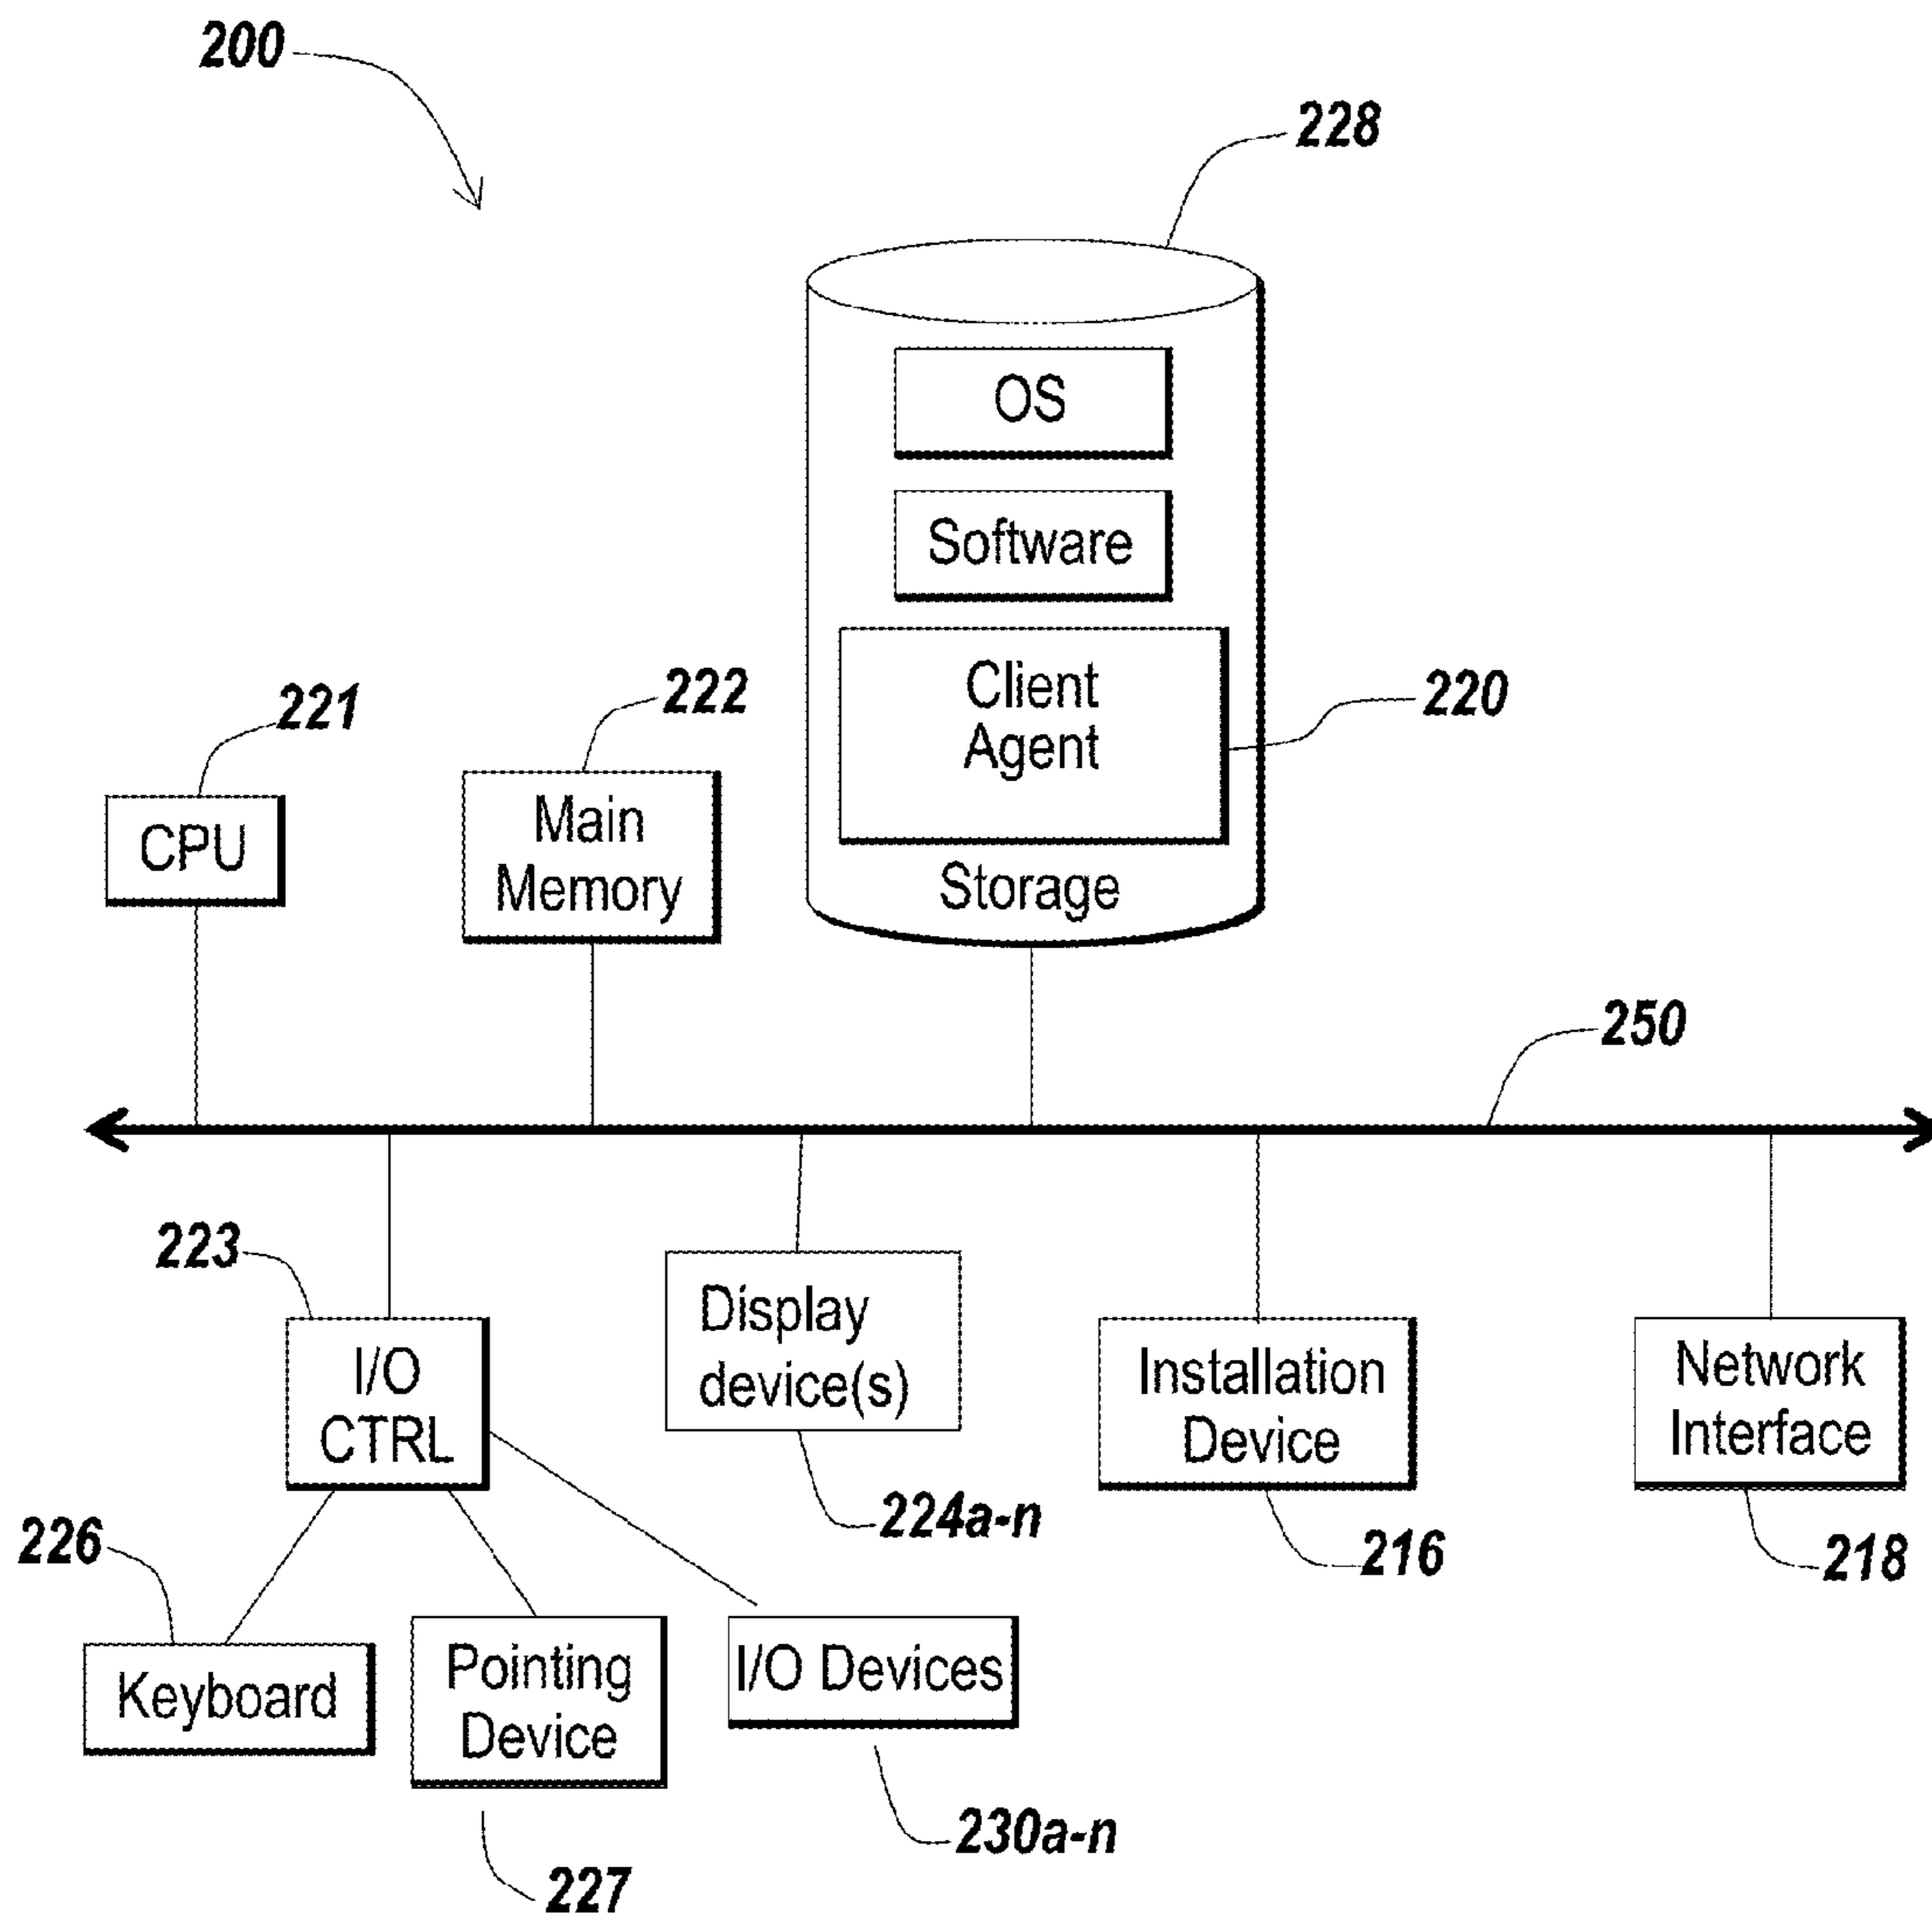 200
228
OS
Software
Client
Agent
220
Storage
221
CPU
222
Main
Memory
250
223
I/O
CTRL
Display
device(s)
224a-n
Installation
Device
216
Network
Interface
218
226
Keyboard
Pointing
Device
227
I/O Devices
230a-n